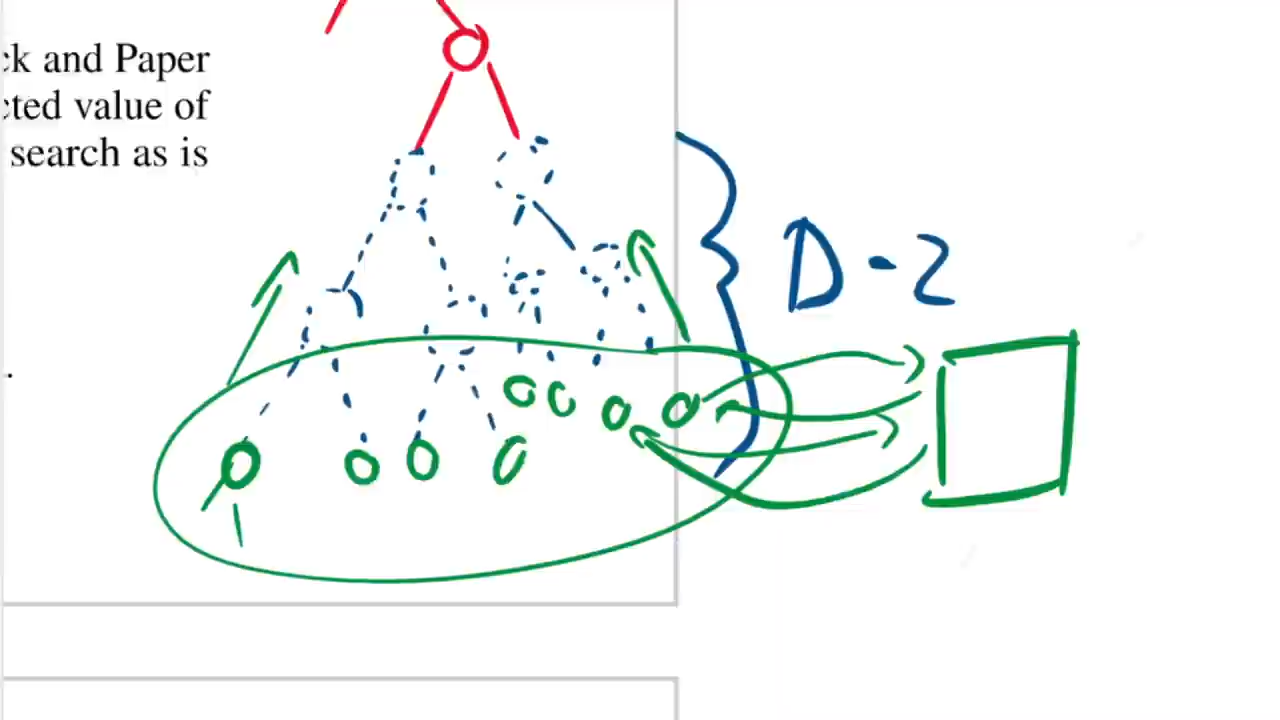 ck and Paper
cted value of
search as is
.
D-2